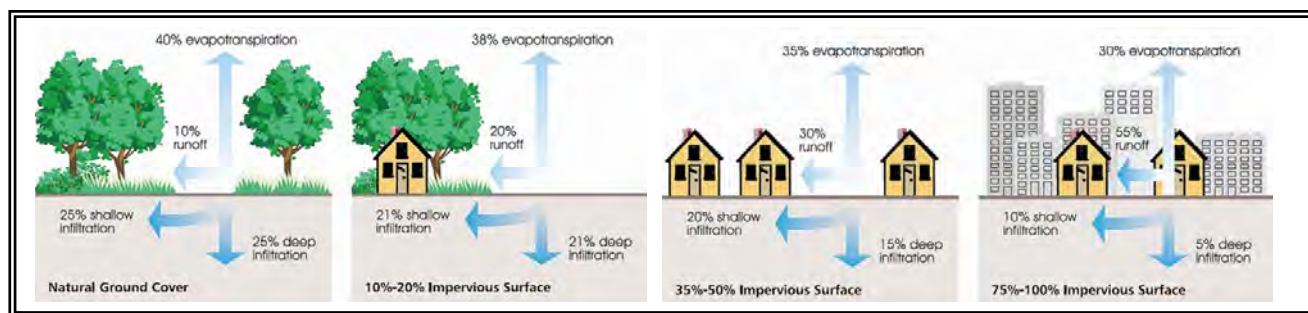 40% evapotranspiration
10%
runoff
25% shallow
infiltration
25% deep
infiltration
Natural Ground Cover
38% evapotranspiration
20%
runoff
21% shallow
infiltration
21% deep
infiltration
10%-20% Impervious Surface
35% evapotranspiration
30%
runoff
20% shallow
infiltration
15% deep
infiltration
35%-50% Impervious Surface
30% evapotranspiration
55%
runoff
10% shallow
infiltration
5% deep
infiltration
75%-100% Impervious Surface